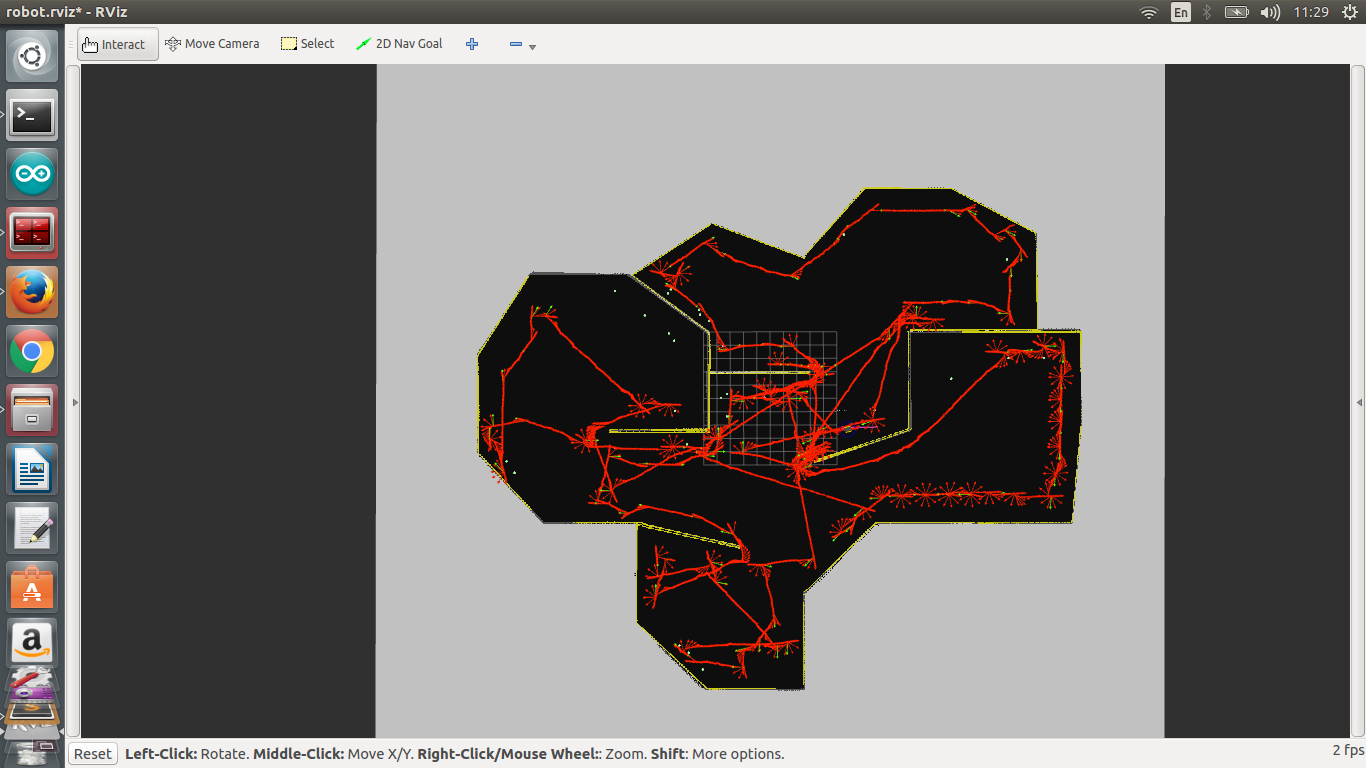 robot.rviz* - RViz
En
11:29
Interact
Move Camera
Select
2D Nav Goal
Reset
Left-Click: Rotate. Middle-Click: Move X/Y. Right-Click/Mouse Wheel:: Zoom. Shift: More options.
2 fps